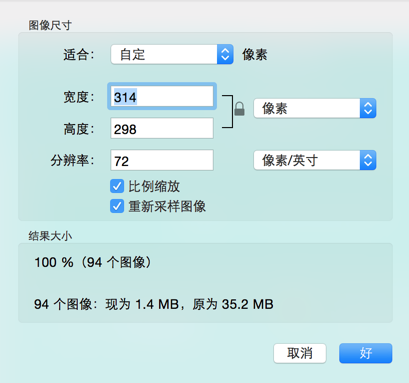 图像尺寸
适合： 自定 像素
宽度： 314 像素
高度： 298
分辨率： 72 像素/英寸
比例缩放
重新采样图像
结果大小
100 %（94 个图像）
94 个图像：现为 1.4 MB，原为 35.2 MB
取消 好